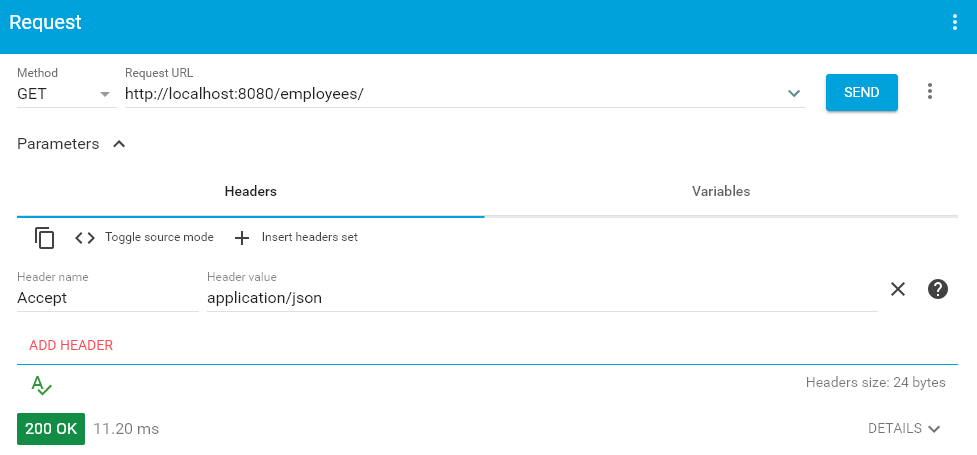 Request
Method
Request URL
GET
http://localhost:8080/employees/
SEND
Parameters
Headers
Variables
Toggle source mode
Insert headers set
Header name
Header value
Accept
application/json
ADD HEADER
A
Headers size: 24 bytes
200 OK
11.20 ms
DETAILS